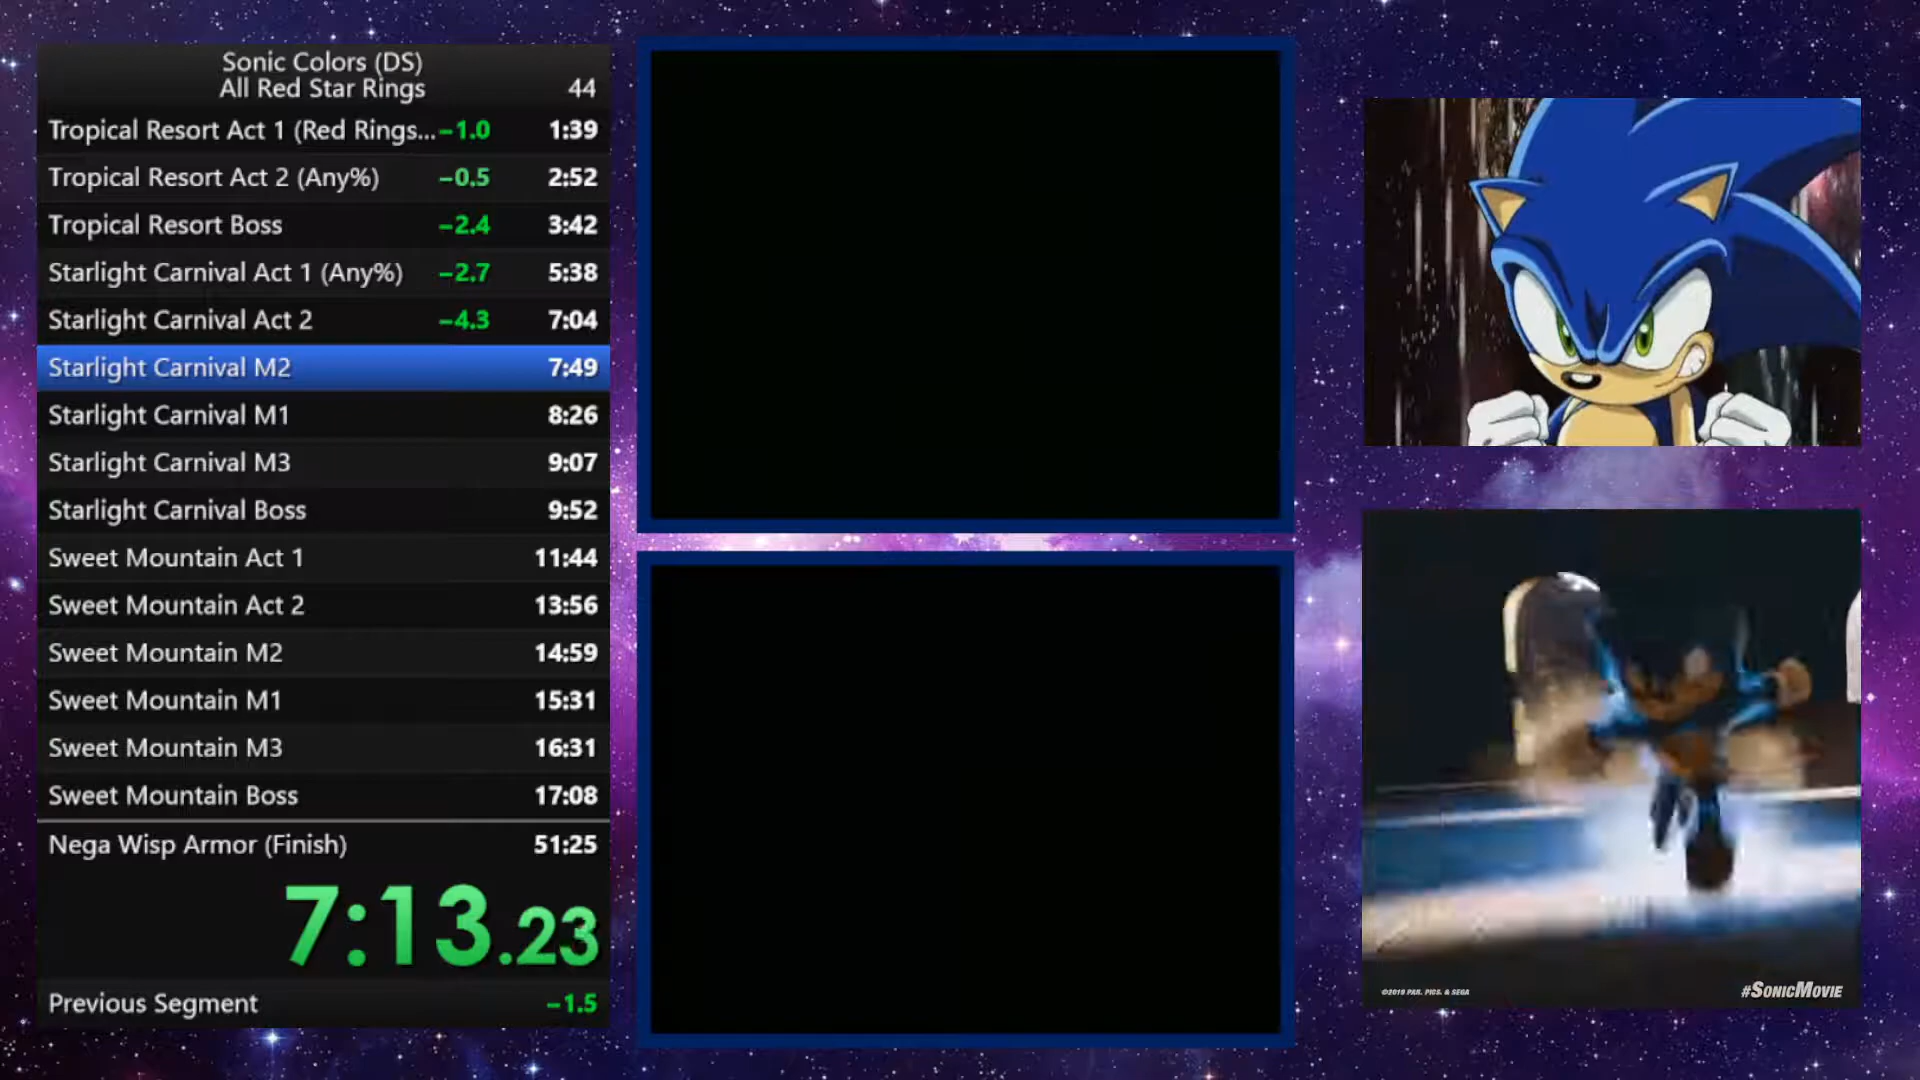 Sonic Colors (DS)
All Red Star Rings 44
Tropical Resort Act 1 (Red Rings... −1.0 1:39
Tropical Resort Act 2 (Any%) −0.5 2:52
Tropical Resort Boss −2.4 3:42
Starlight Carnival Act 1 (Any%) −2.7 5:38
Starlight Carnival Act 2 −4.3 7:04
Starlight Carnival M2 7:49
Starlight Carnival M1 8:26
Starlight Carnival M3 9:07
Starlight Carnival Boss 9:52
Sweet Mountain Act 1 11:44
Sweet Mountain Act 2 13:56
Sweet Mountain M2 14:59
Sweet Mountain M1 15:31
Sweet Mountain M3 16:31
Sweet Mountain Boss 17:08
Nega Wisp Armor (Finish) 51:25
7:13.23
Previous Segment −1.5
©2019 PAR. PICS. & SEGA
#SONICMOVIE